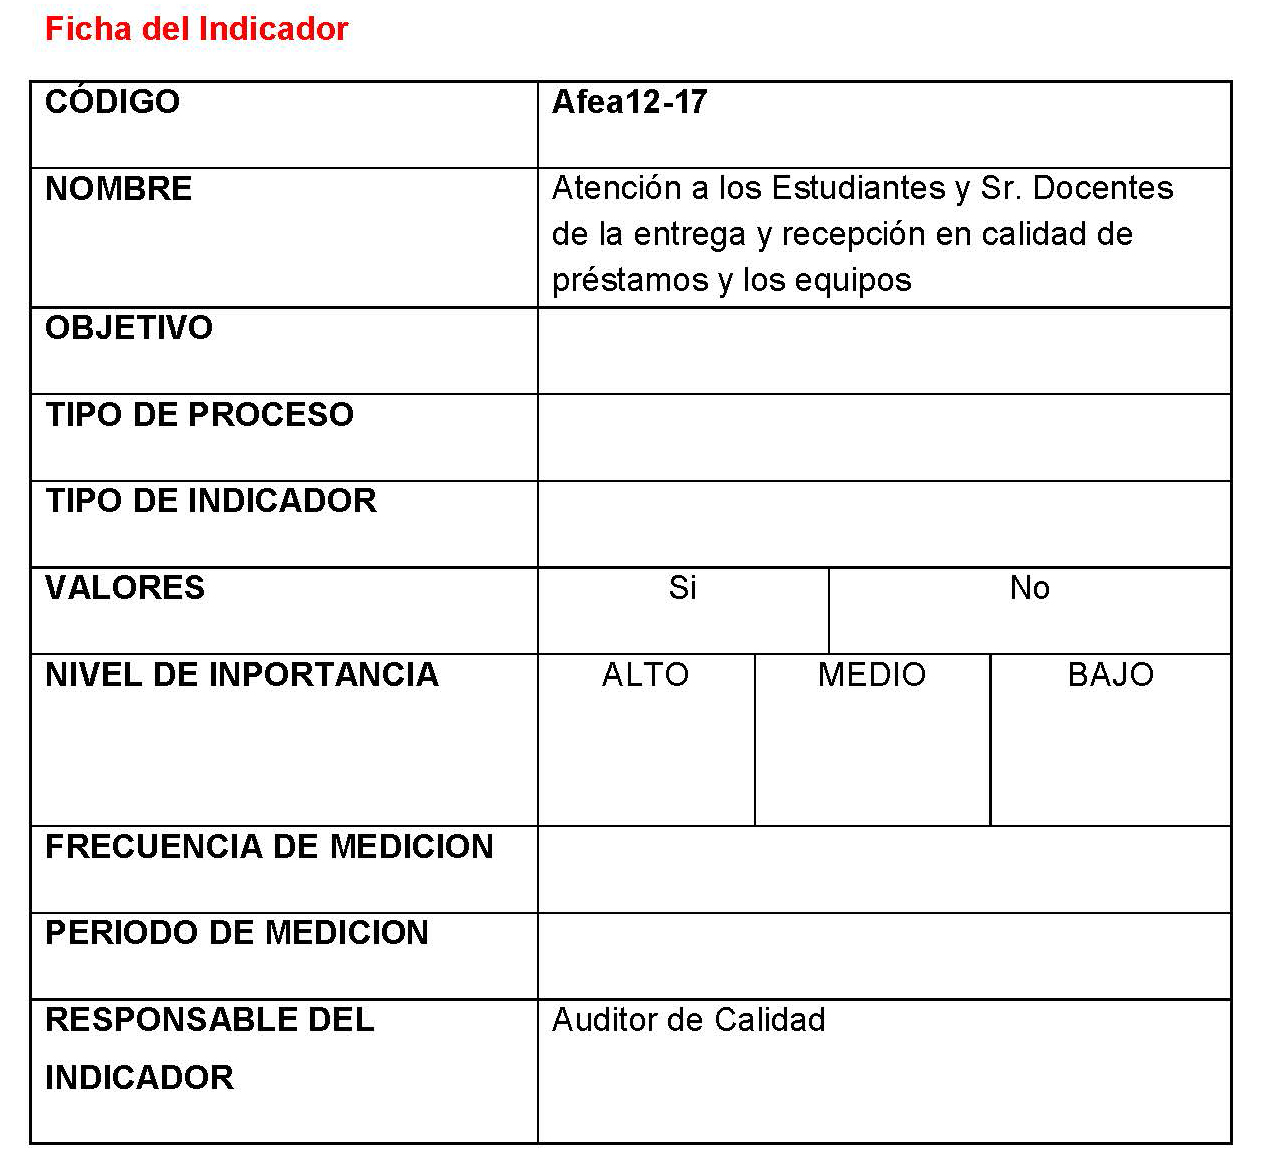 Ficha del Indicador
CÓDIGO
Afea12-17
NOMBRE
Atención a los Estudiantes y Sr. Docentes
de la entrega y recepción en calidad de
préstamos y los equipos
OBJETIVO
TIPO DE PROCESO
TIPO DE INDICADOR
VALORES
Si
No
NIVEL DE INPORTANCIA
ALTO
MEDIO
BAJO
FRECUENCIA DE MEDICION
PERIODO DE MEDICION
RESPONSABLE DEL
INDICADOR
Auditor de Calidad